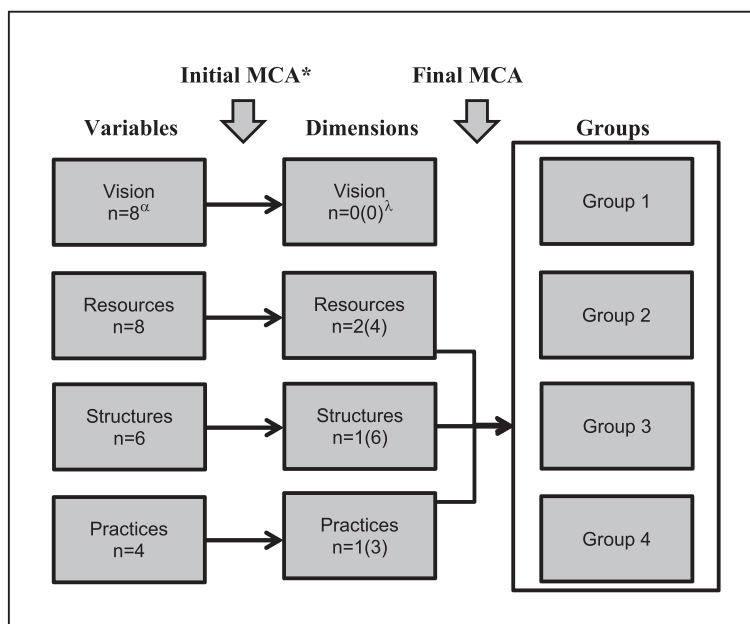 Initial MCA*
Final MCA
Variables
Dimensions
Groups
Vision
n=8α
Vision
n=0(0)λ
Group 1
Resources
n=8
Resources
n=2(4)
Group 2
Structures
n=6
Structures
n=1(6)
Group 3
Practices
n=4
Practices
n=1(3)
Group 4